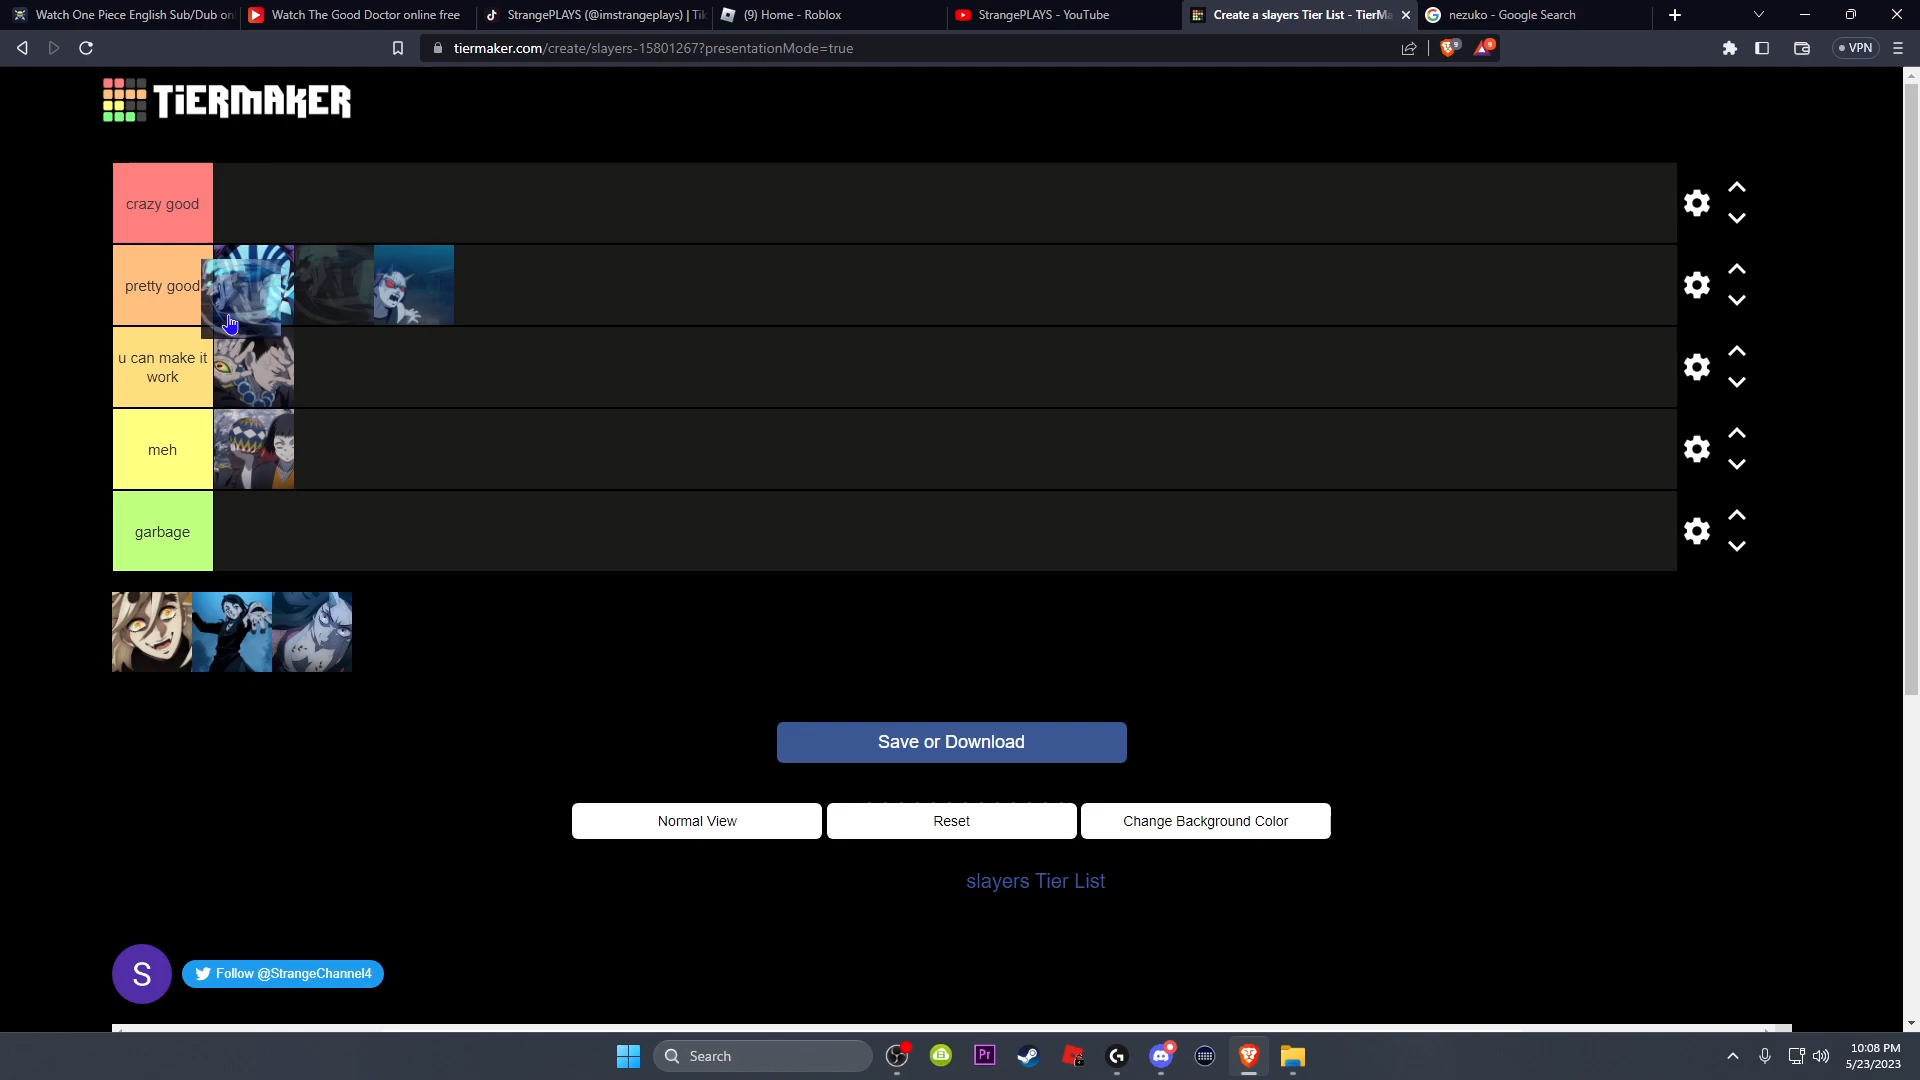 Watch One Piece English Sub/Dub on
Watch The Good Doctor online free
StrangePLAYS (@imstrangeplays) | Tik
(9) Home - Roblox
StrangePLAYS - YouTube
Create a slayers Tier List - TierMa
nezuko - Google Search
tiermaker.com/create/slayers-15801267?presentationMode=true
9
9
VPN
TiERMAKER
crazy good
pretty good
u can make it
work
meh
garbage
Save or Download
Normal View
Reset
Change Background Color
slayers Tier List
S
Follow @StrangeChannel4
Search
Pr
10:08 PM
5/23/2023